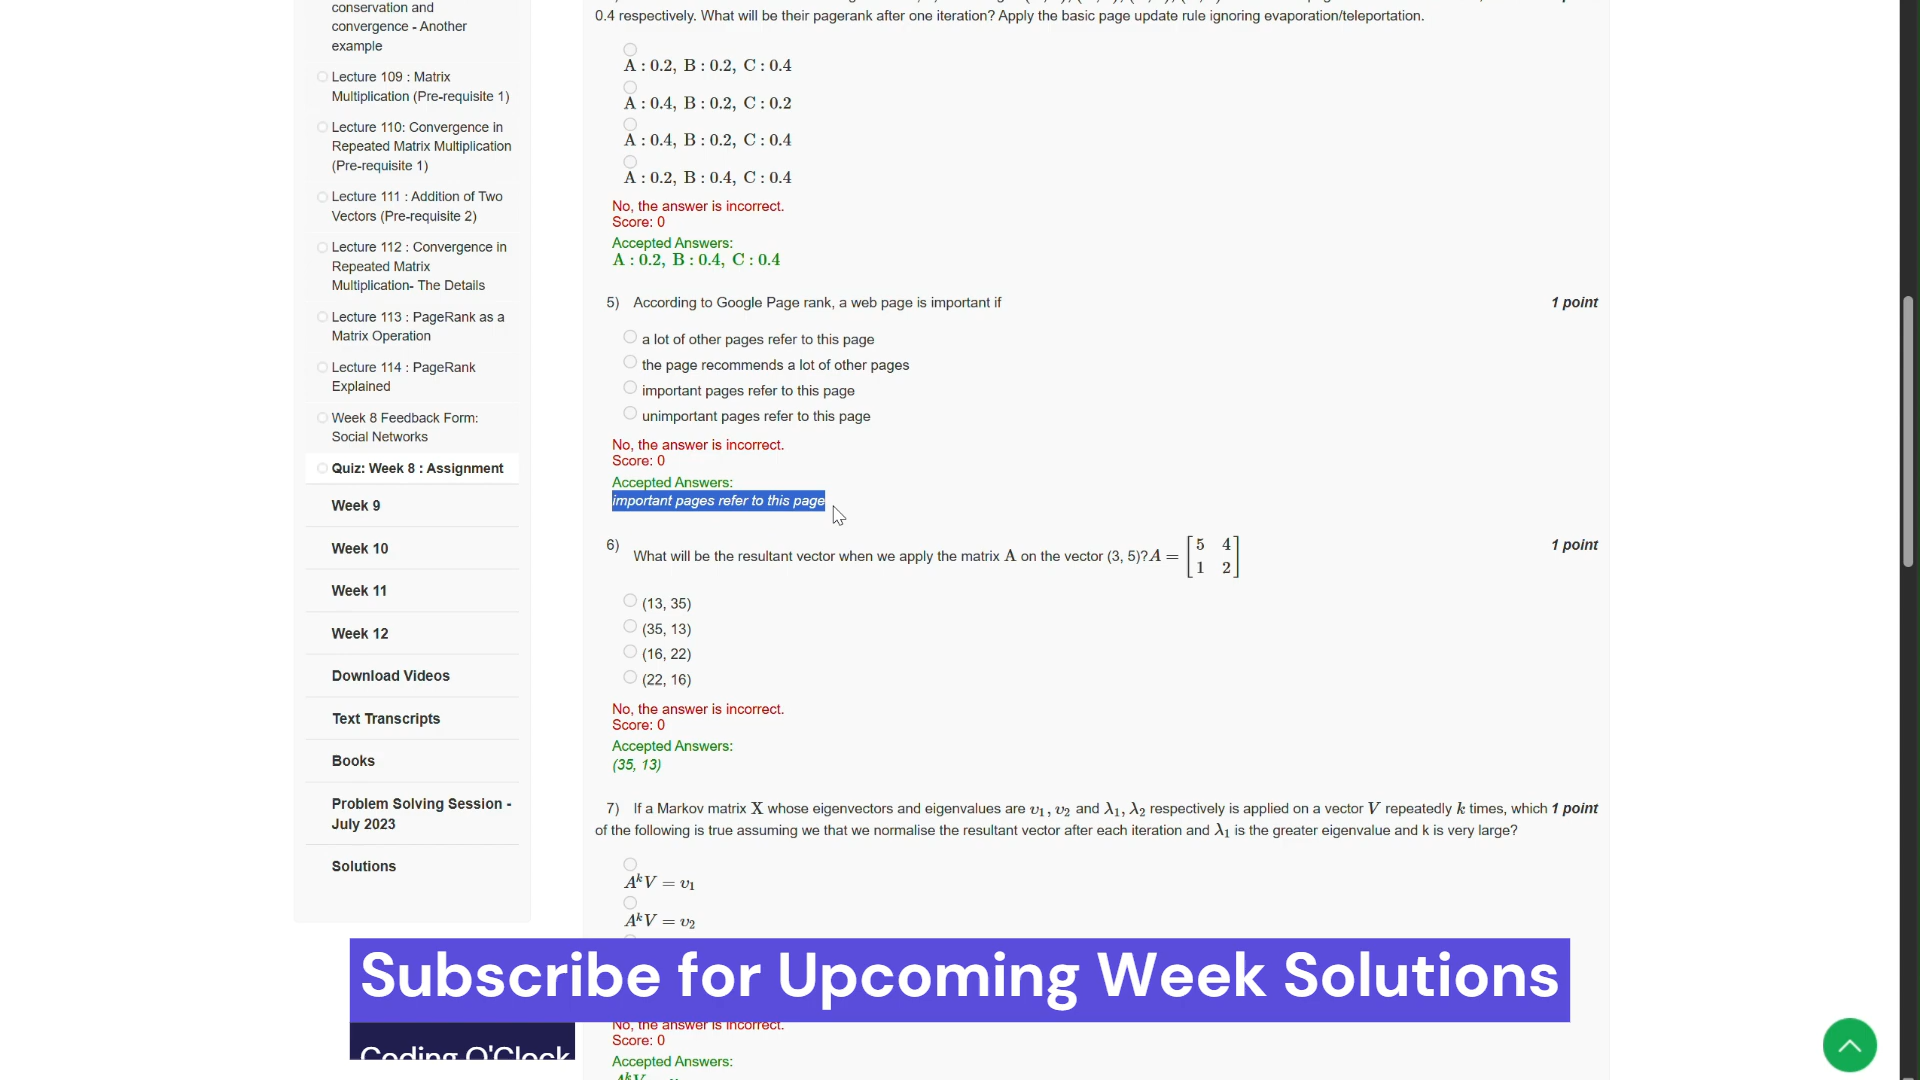 conservation and
convergence - Another
example
Lecture 109 : Matrix
Multiplication (Pre-requisite 1)
Lecture 110: Convergence in
Repeated Matrix Multiplication
(Pre-requisite 1)
Lecture 111 : Addition of Two
Vectors (Pre-requisite 2)
Lecture 112 : Convergence in
Repeated Matrix
Multiplication- The Details
Lecture 113 : PageRank as a
Matrix Operation
Lecture 114 : PageRank
Explained
Week 8 Feedback Form:
Social Networks
Quiz: Week 8 : Assignment
Week 9
Week 10
Week 11
Week 12
Download Videos
Text Transcripts
Books
Problem Solving Session -
July 2023
Solutions
0.4 respectively. What will be their pagerank after one iteration? Apply the basic page update rule ignoring evaporation/teleportation.
A : 0.2, B : 0.2, C : 0.4
A : 0.4, B : 0.2, C : 0.2
A : 0.4, B : 0.2, C : 0.4
A : 0.2, B : 0.4, C : 0.4
No, the answer is incorrect.
Score: 0
Accepted Answers:
A : 0.2, B : 0.4, C : 0.4
5) According to Google Page rank, a web page is important if 1 point
a lot of other pages refer to this page
the page recommends a lot of other pages
important pages refer to this page
unimportant pages refer to this page
No, the answer is incorrect.
Score: 0
Accepted Answers:
important pages refer to this page
6) What will be the resultant vector when we apply the matrix A on the vector (3, 5)? A = [5 4 1 2] 1 point
(13, 35)
(35, 13)
(16, 22)
(22, 16)
No, the answer is incorrect.
Score: 0
Accepted Answers:
(35, 13)
7) If a Markov matrix X whose eigenvectors and eigenvalues are υ₁, υ₂ and λ₁, λ₂ respectively is applied on a vector V repeatedly k times, which 1 point
of the following is true assuming we that we normalise the resultant vector after each iteration and λ₁ is the greater eigenvalue and k is very large?
AᵏV = υ₁
AᵏV = υ₂
Subscribe for Upcoming Week Solutions
Coding O'Clock
No, the answer is incorrect.
Score: 0
Accepted Answers: